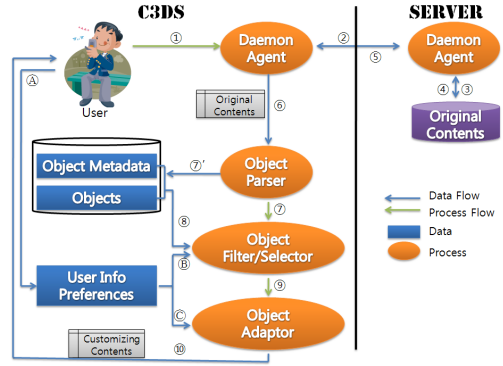 C3DS
SERVER
①
②
Daemon
Agent
Daemon
Agent
⑤
④ ③
Ⓐ
User
Original
Contents
⑥
Original
Contents
Object Metadata
⑦′
Object
Parser
Objects
⑦
Data Flow
Process Flow
⑧
Data
Object
Filter/Selector
Process
Ⓑ
User Info
Preferences
⑨
Ⓒ
Object
Adaptor
Customizing
Contents
⑩